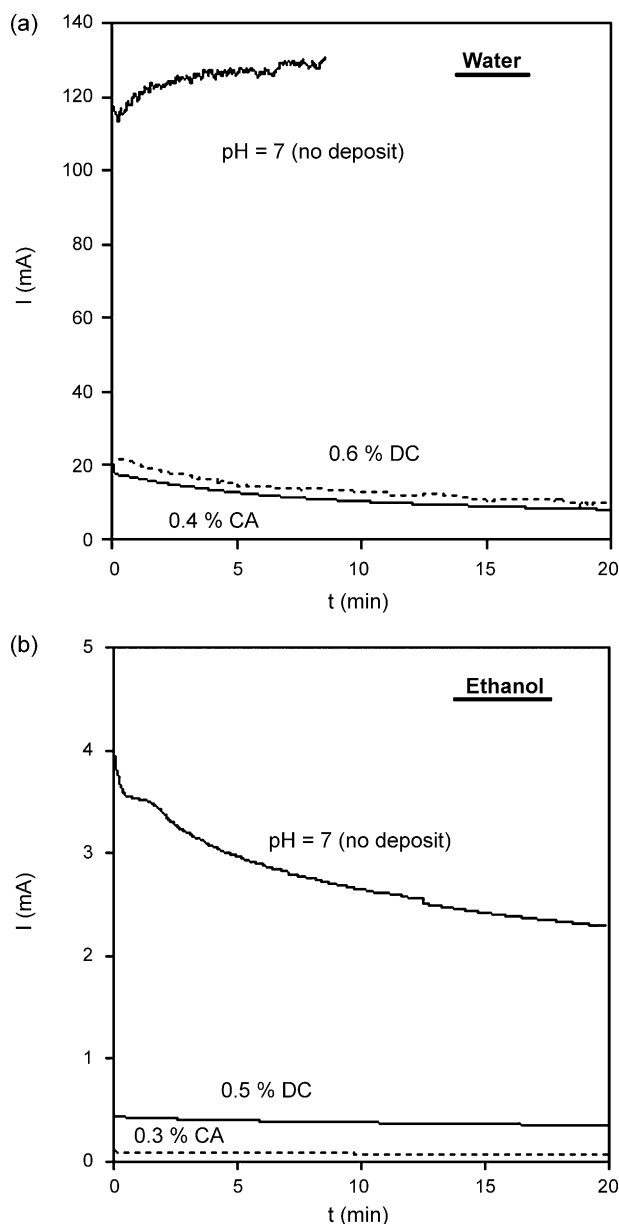 (a)
140
Water
120
pH = 7 (no deposit)
100
80
I (mA)
60
40
0.6 % DC
20
0.4 % CA
0
0 5 10 15 20
t (min)
(b)
5
Ethanol
4
pH = 7 (no deposit)
3
I (mA)
2
1
0.5 % DC
0.3 % CA
0
0 5 10 15 20
t (min)